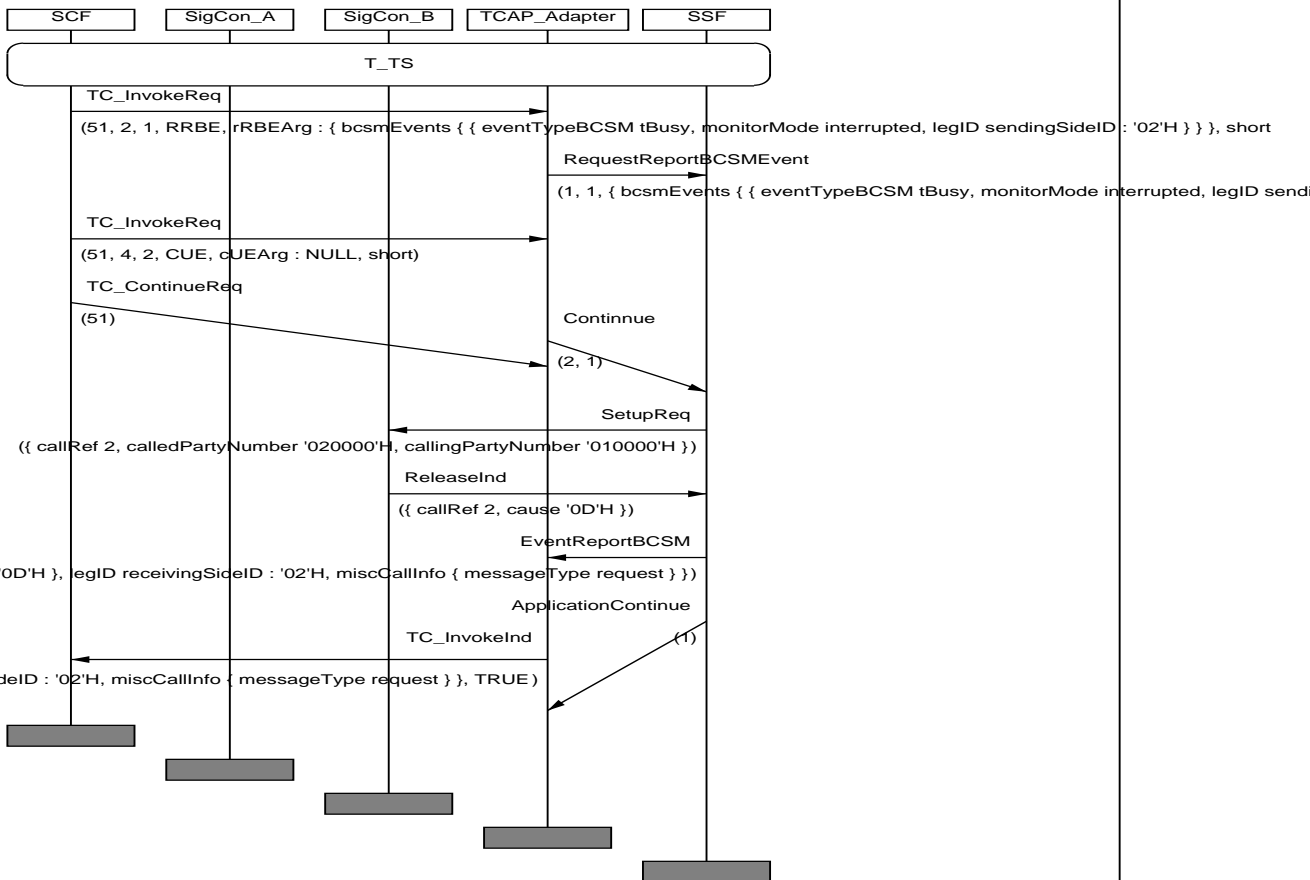 SCF SigCon_A SigCon_B TCAP_Adapter SSF
T_TS
TC_InvokeReq
(51, 2, 1, RRBE, rRBEArg : { bcsmEvents { { eventTypeBCSM tBusy, monitorMode interrupted, legID sendingSideID : '02'H } } }, short
RequestReportBCSMEvent
(1, 1, { bcsmEvents { { eventTypeBCSM tBusy, monitorMode interrupted, legID sendi
TC_InvokeReq
(51, 4, 2, CUE, cUEArg : NULL, short)
TC_ContinueReq
(51)
Continnue
(2, 1)
SetupReq
({ callRef 2, calledPartyNumber '020000'H, callingPartyNumber '010000'H })
ReleaseInd
({ callRef 2, cause '0D'H })
EventReportBCSM
'0D'H }, legID receivingSideID : '02'H, miscCallInfo { messageType request } })
ApplicationContinue
(1)
TC_InvokeInd
deID : '02'H, miscCallInfo { messageType request } }, TRUE)